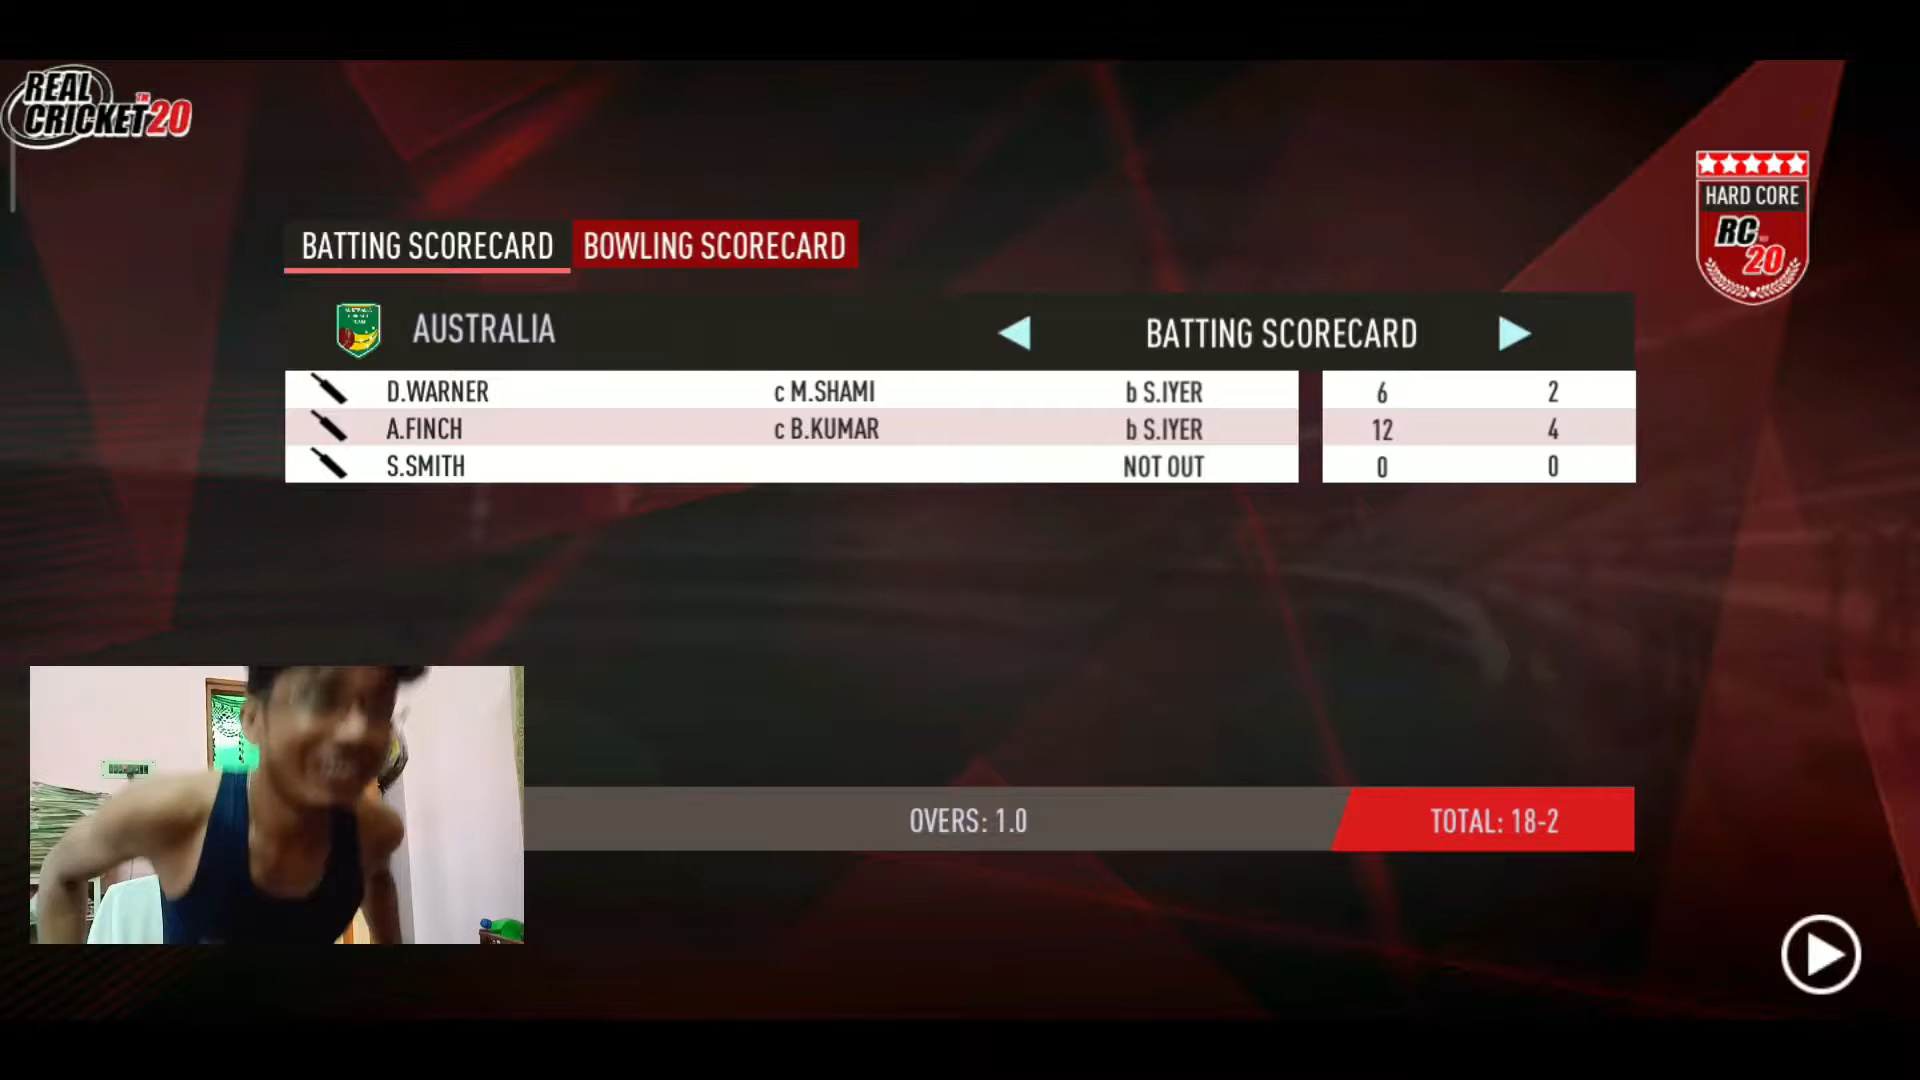 REAL
CRICKET™20
★★★★★
HARD CORE
RC
20
BATTING SCORECARD BOWLING SCORECARD
AUSTRALIA BATTING SCORECARD
D.WARNER c M.SHAMI b S.IYER 6 2
A.FINCH c B.KUMAR b S.IYER 12 4
S.SMITH NOT OUT 0 0
OVERS: 1.0 TOTAL: 18-2